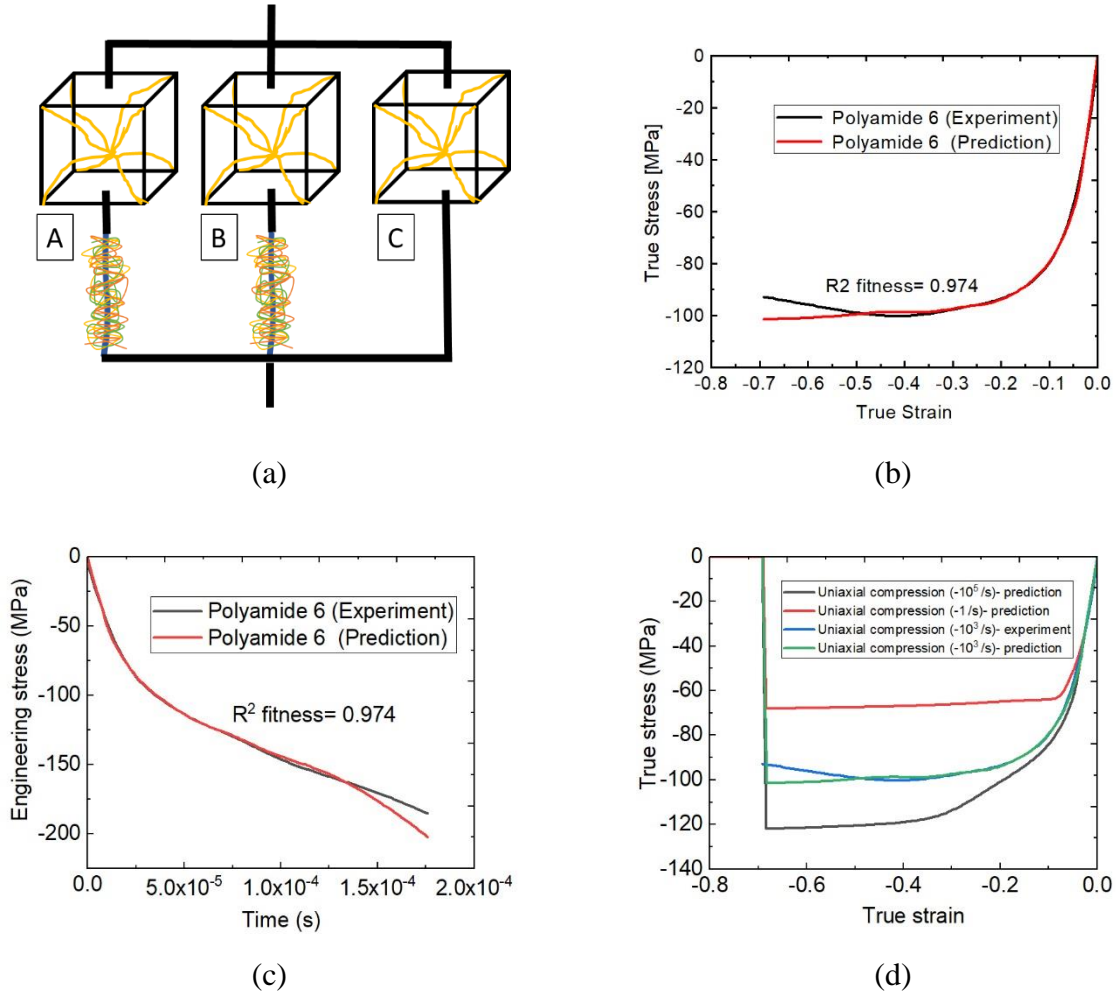 A
B
C
(a)
0
-20
-40
-60
-80
-100
-120
True Stress [MPa]
Polyamide 6 (Experiment)
Polyamide 6 (Prediction)
R2 fitness= 0.974
-0.8 -0.7 -0.6 -0.5 -0.4 -0.3 -0.2 -0.1 0.0
True Strain
(b)
0
-50
-100
-150
-200
Engineering stress (MPa)
Polyamide 6 (Experiment)
Polyamide 6 (Prediction)
R² fitness= 0.974
0.0 5.0x10⁻⁵ 1.0x10⁻⁴ 1.5x10⁻⁴ 2.0x10⁻⁴
Time (s)
(c)
0
-20
-40
-60
-80
-100
-120
-140
True stress (MPa)
Uniaxial compression (-10⁵/s)- prediction
Uniaxial compression (-1/s)- prediction
Uniaxial compression (-10³/s)- experiment
Uniaxial compression (-10³/s)- prediction
-0.8 -0.6 -0.4 -0.2 0.0
True strain
(d)